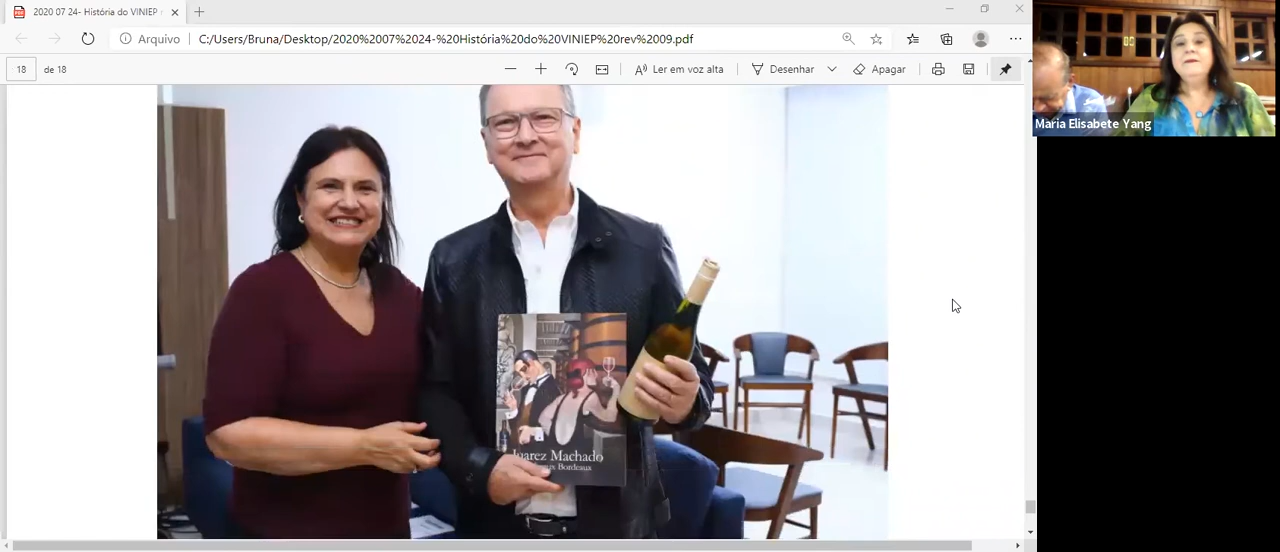 2020 07 24- História do VINIEP
Arquivo
C:/Users/Bruna/Desktop/2020%2007%2024-%20História%20do%20VINIEP%20rev%2009.pdf
18 de 18
Ler em voz alta
Desenhar
Apagar
Maria Elisabete Yang
Juarez Machado
Bordeaux